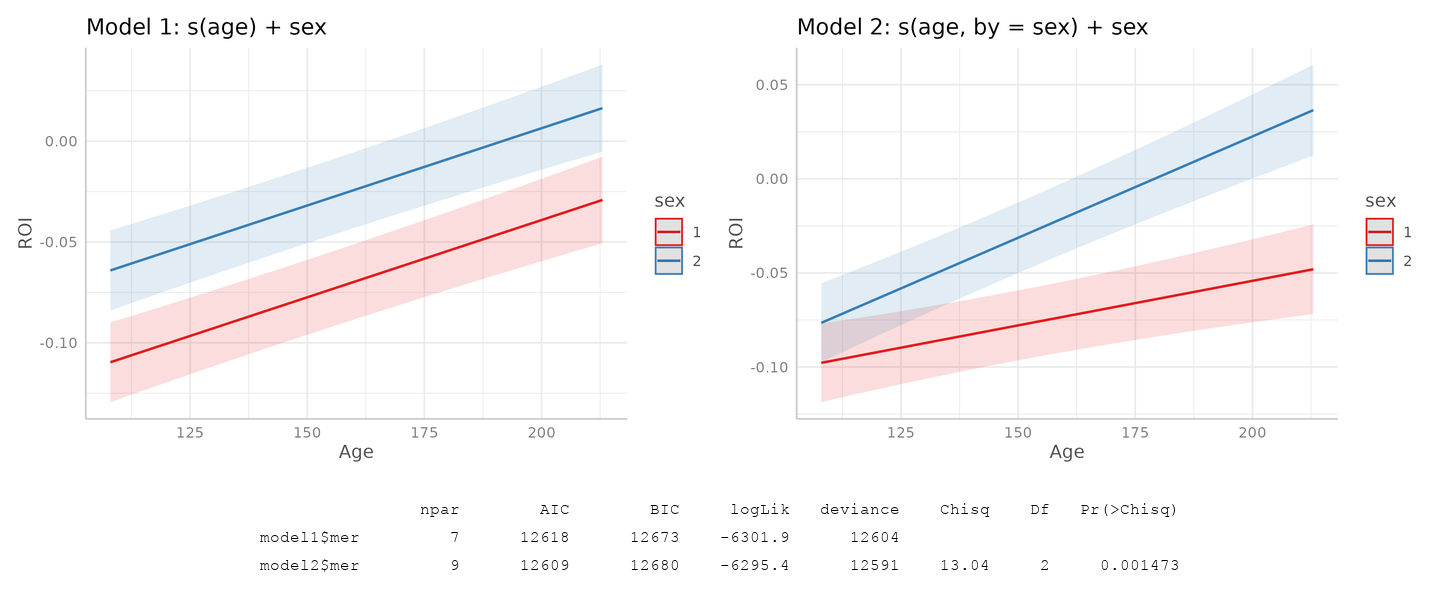 Model 1: s(age) + sex
0.00
-0.05
-0.10
ROI
125 150 175 200
Age
sex
1
2
Model 2: s(age, by = sex) + sex
0.05
0.00
-0.05
-0.10
ROI
125 150 175 200
Age
sex
1
2
npar AIC BIC logLik deviance Chisq Df Pr(>Chisq)
model1$mer 7 12618 12673 -6301.9 12604
model2$mer 9 12609 12680 -6295.4 12591 13.04 2 0.001473